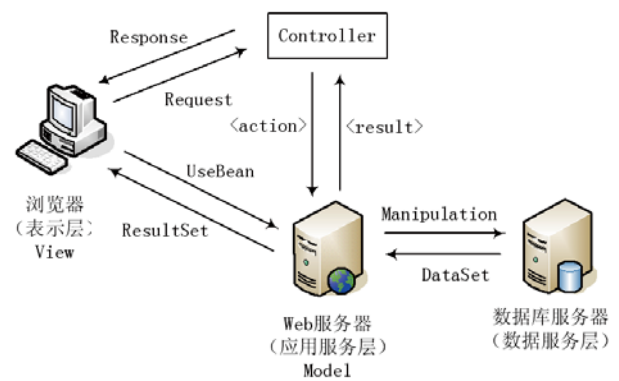 Response
Controller
Request
<action>
<result>
UseBean
ResultSet
浏览器
（表示层）
View
Manipulation
DataSet
Web服务器
（应用服务层）
Model
数据库服务器
（数据服务层）